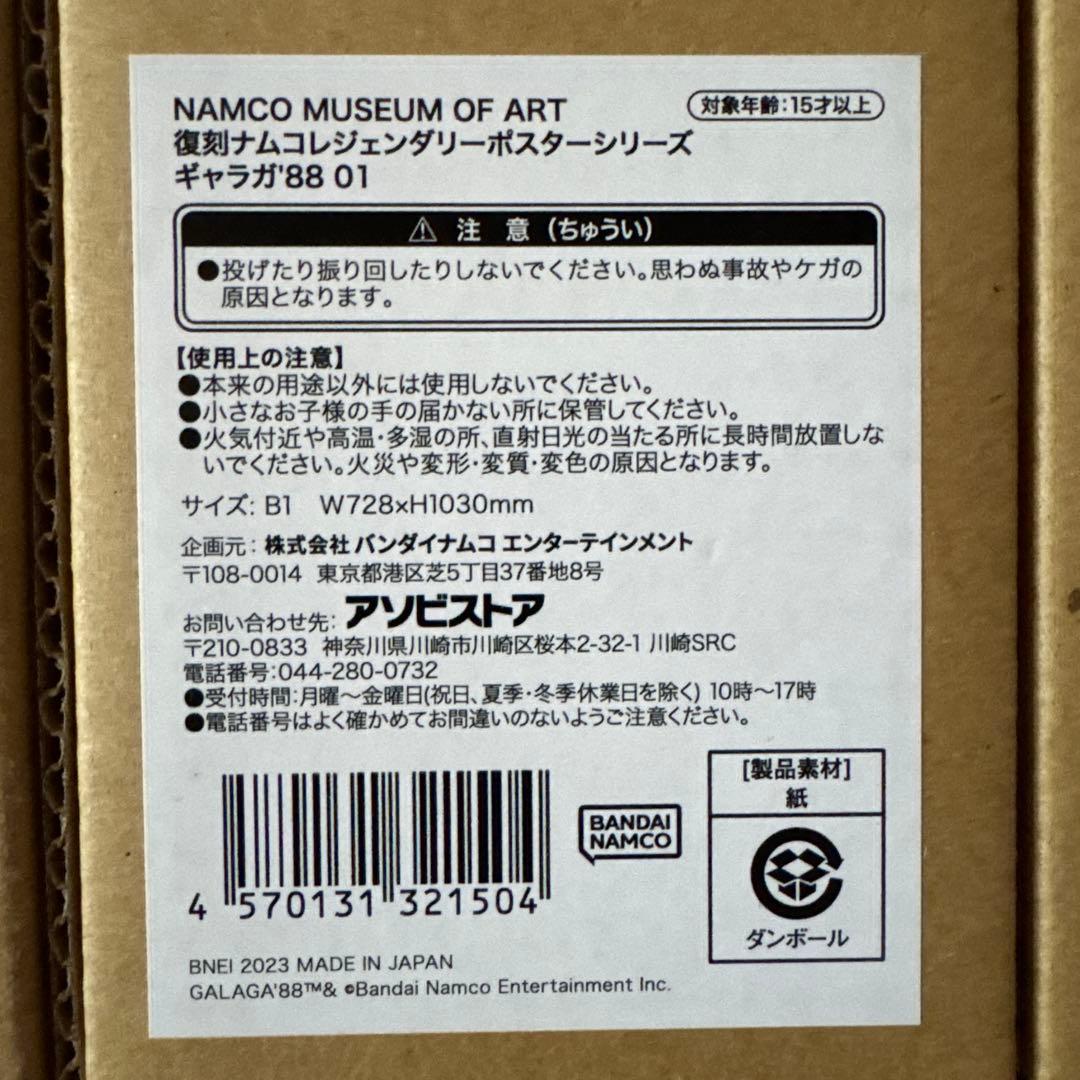 NAMCO MUSEUM OF ART
対象年齢:15才以上
復刻ナムコレジェンダリーポスターシリーズ
ギャラガ'88 01
⚠ 注 意 (ちゅうい)
●投げたり振り回したりしないでください。思わぬ事故やケガの
原因となります。
【使用上の注意】
●本来の用途以外には使用しないでください。
●小さなお子様の手の届かない所に保管してください。
●火気付近や高温・多湿の所、直射日光の当たる所に長時間放置しな
いでください。火災や変形・変質・変色の原因となります。
サイズ: B1 W728×H1030mm
企画元: 株式会社 バンダイナムコ エンターテインメント
〒108-0014 東京都港区芝5丁目37番地8号
お問い合わせ先: アソビストア
〒210-0833 神奈川県川崎市川崎区桜本2-32-1 川崎SRC
電話番号:044-280-0732
●受付時間:月曜〜金曜日(祝日、夏季・冬季休業日を除く) 10時〜17時
●電話番号はよく確かめてお間違いのないようご注意ください。
4 570131 321504
BANDAI
NAMCO
[製品素材]
紙
ダンボール
BNEI 2023 MADE IN JAPAN
GALAGA'88™& ©Bandai Namco Entertainment Inc.